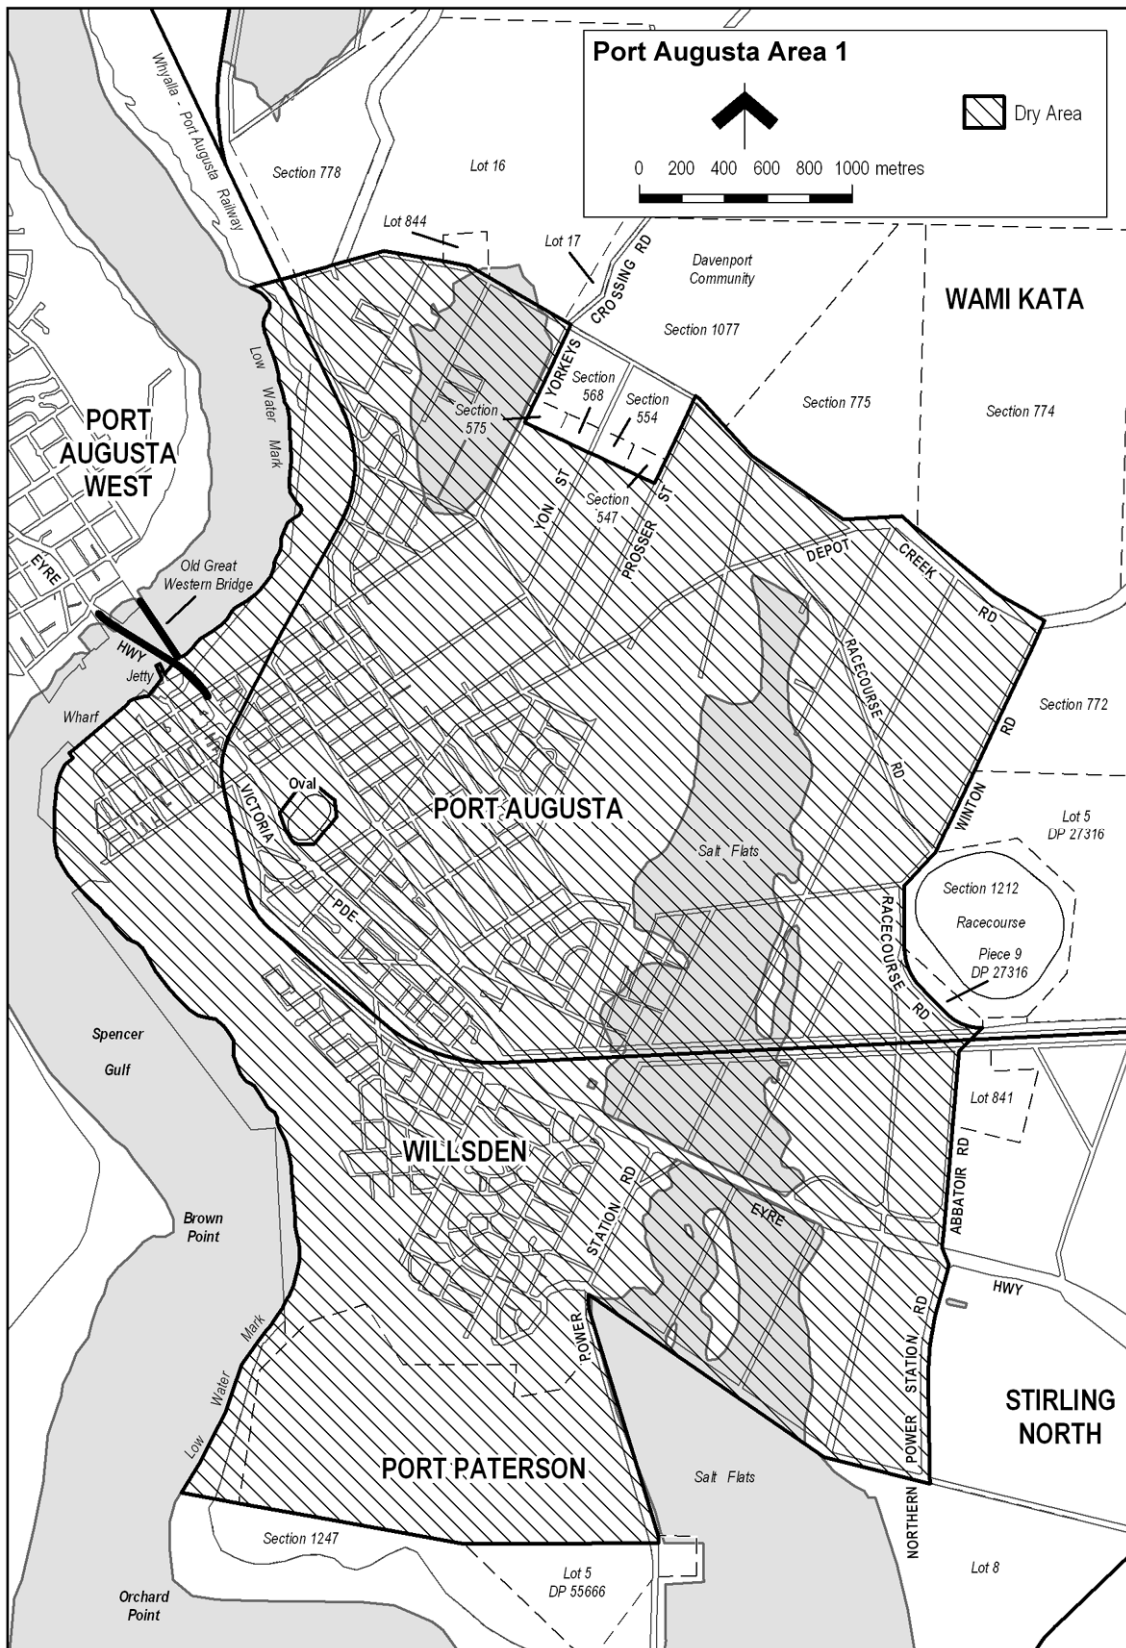 Port Augusta Area 1
Dry Area
0 200 400 600 800 1000 metres
Whyalla - Port Augusta Railway
Section 778
Lot 16
Lot 844
Lot 17
CROSSING RD
Davenport
Community
WAMI KATA
Section 1077
YORKEYS
Section
568
Section
554
Section
575
Section
547
Section 775
Section 774
Low Water Mark
PORT
AUGUSTA
WEST
YON ST
PROSSER ST
DEPOT
CREEK
RD
EYRE
HWY
Old Great
Western Bridge
Jetty
Wharf
RACECOURSE
RD
Section 772
WINTON
RD
Oval
VICTORIA
PDE
PORT AUGUSTA
Salt Flats
Lot 5
DP 27316
Section 1212
Racecourse
Piece 9
DP 27316
RACECOURSE RD
Spencer
Gulf
Lot 841
WILLSDEN
ABBATOIR RD
STATION RD
POWER
EYRE
HWY
Brown
Point
Low Water Mark
PORT PATERSON
Salt Flats
STIRLING
NORTH
NORTHERN POWER STATION RD
Section 1247
Lot 5
DP 55666
Lot 8
Orchard
Point